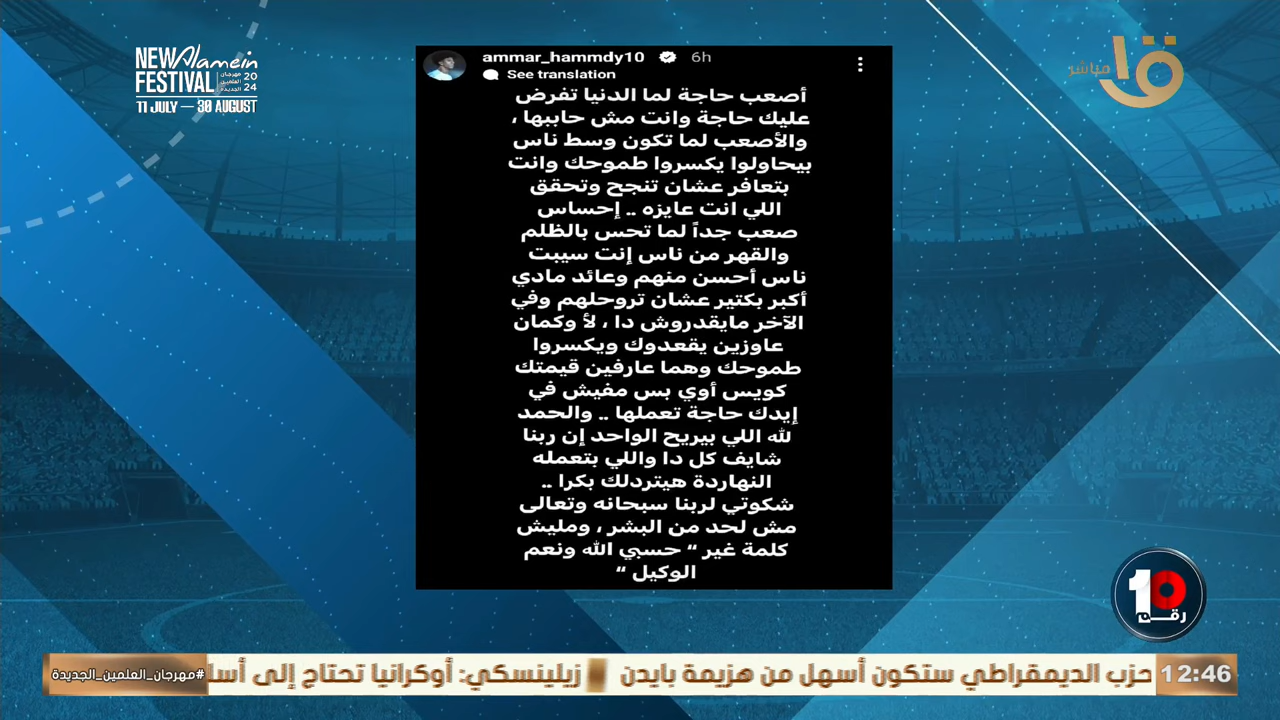 NEW Alamein
FESTIVAL
مهرجان
العلمين
الجديدة
20
24
11 JULY — 30 AUGUST
ammar_hammdy10 6h
See translation
مباشر
أصعب حاجة لما الدنيا تفرض
عليك حاجة وانت مش حاببها ،
والأصعب لما تكون وسط ناس
بيحاولوا يكسروا طموحك وانت
بتعافر عشان تنجح وتحقق
اللي انت عايزه .. إحساس
صعب جداً لما تحس بالظلم
والقهر من ناس إنت سيبت
ناس أحسن منهم وعائد مادي
أكبر بكتير عشان تروحلهم وفي
الآخر مايقدروش دا ، لأ وكمان
عاوزين يقعدوك ويكسروا
طموحك وهما عارفين قيمتك
كويس أوي بس مفيش في
إيدك حاجة تعملها .. والحمد
لله اللي بيريح الواحد إن ربنا
شايف كل دا واللي بتعمله
النهاردة هيتردلك بكرا ..
شكوتي لربنا سبحانه وتعالى
مش لحد من البشر ، ومليش
كلمة غير “ حسبي الله ونعم
الوكيل “
10
رقم
12:46
حزب الديمقراطي ستكون أسهل من هزيمة بايدن
زيلينسكي: أوكرانيا تحتاج إلى أسا
#مهرجان_العلمين_الجديدة